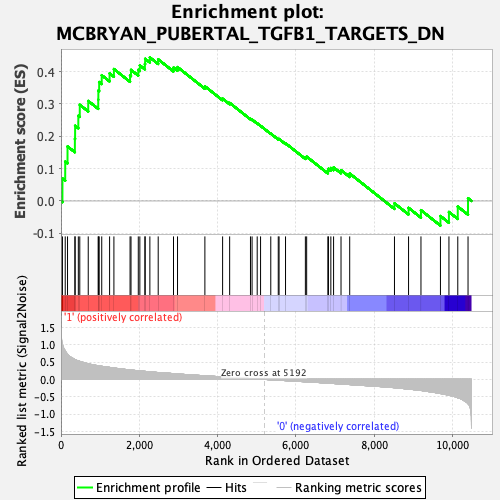 Enrichment plot:
MCBRYAN_PUBERTAL_TGFB1_TARGETS_DN
Enrichment score (ES)
0.4
0.3
0.2
0.1
0.0
-0.1
'1' (positively correlated)
Ranked list metric (Signal2Noise)
1.5
1.0
0.5
0.0
-0.5
-1.0
-1.5
Zero cross at 5192
'0' (negatively correlated)
0 2,000 4,000 6,000 8,000 10,000
Rank in Ordered Dataset
Enrichment profile Hits Ranking metric scores